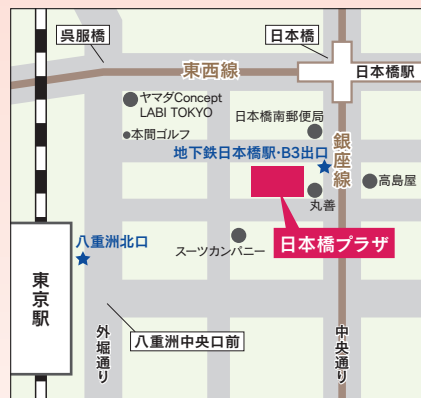 呉服橋
日本橋
東西線
日本橋駅
ヤマダConcept
LABI TOKYO
日本橋南郵便局
本間ゴルフ
地下鉄日本橋駅・B3出口
銀座線
高島屋
丸善
八重洲北口
スーツカンパニー
日本橋プラザ
東京駅
外堀通り
八重洲中央口前
中央通り